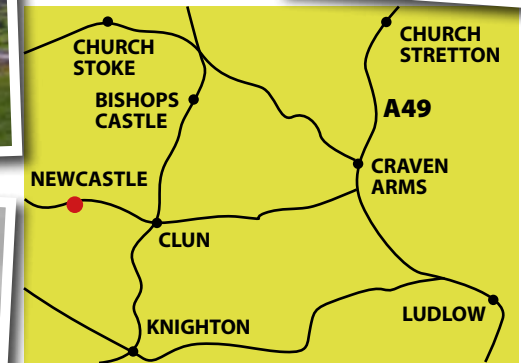 CHURCH
STOKE
CHURCH
STRETTON
BISHOPS
CASTLE
A49
NEWCASTLE
CRAVEN
ARMS
CLUN
LUDLOW
KNIGHTON